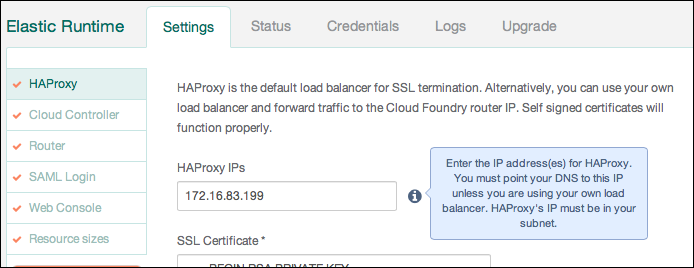 Elastic Runtime
Settings
Status
Credentials
Logs
Upgrade
HAProxy
Cloud Controller
Router
SAML Login
Web Console
Resource sizes
HAProxy is the default load balancer for SSL termination. Alternatively, you can use your own
load balancer and forward traffic to the Cloud Foundry router IP. Self signed certificates will
function properly.
HAProxy IPs
172.16.83.199
Enter the IP address(es) for HAProxy.
You must point your DNS to this IP
unless you are using your own load
balancer. HAProxy's IP must be in your
subnet.
SSL Certificate *
BEGIN RSA PRIVATE KEY